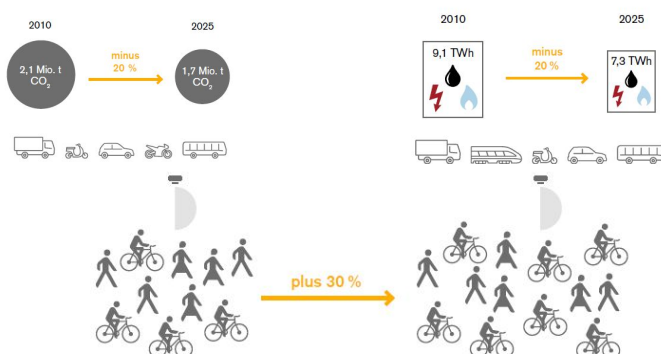 2010
2025
2,1 Mio. t
CO₂
minus
20 %
1,7 Mio. t
CO₂
2010
2025
9,1 TWh
minus
20 %
7,3 TWh
plus 30 %